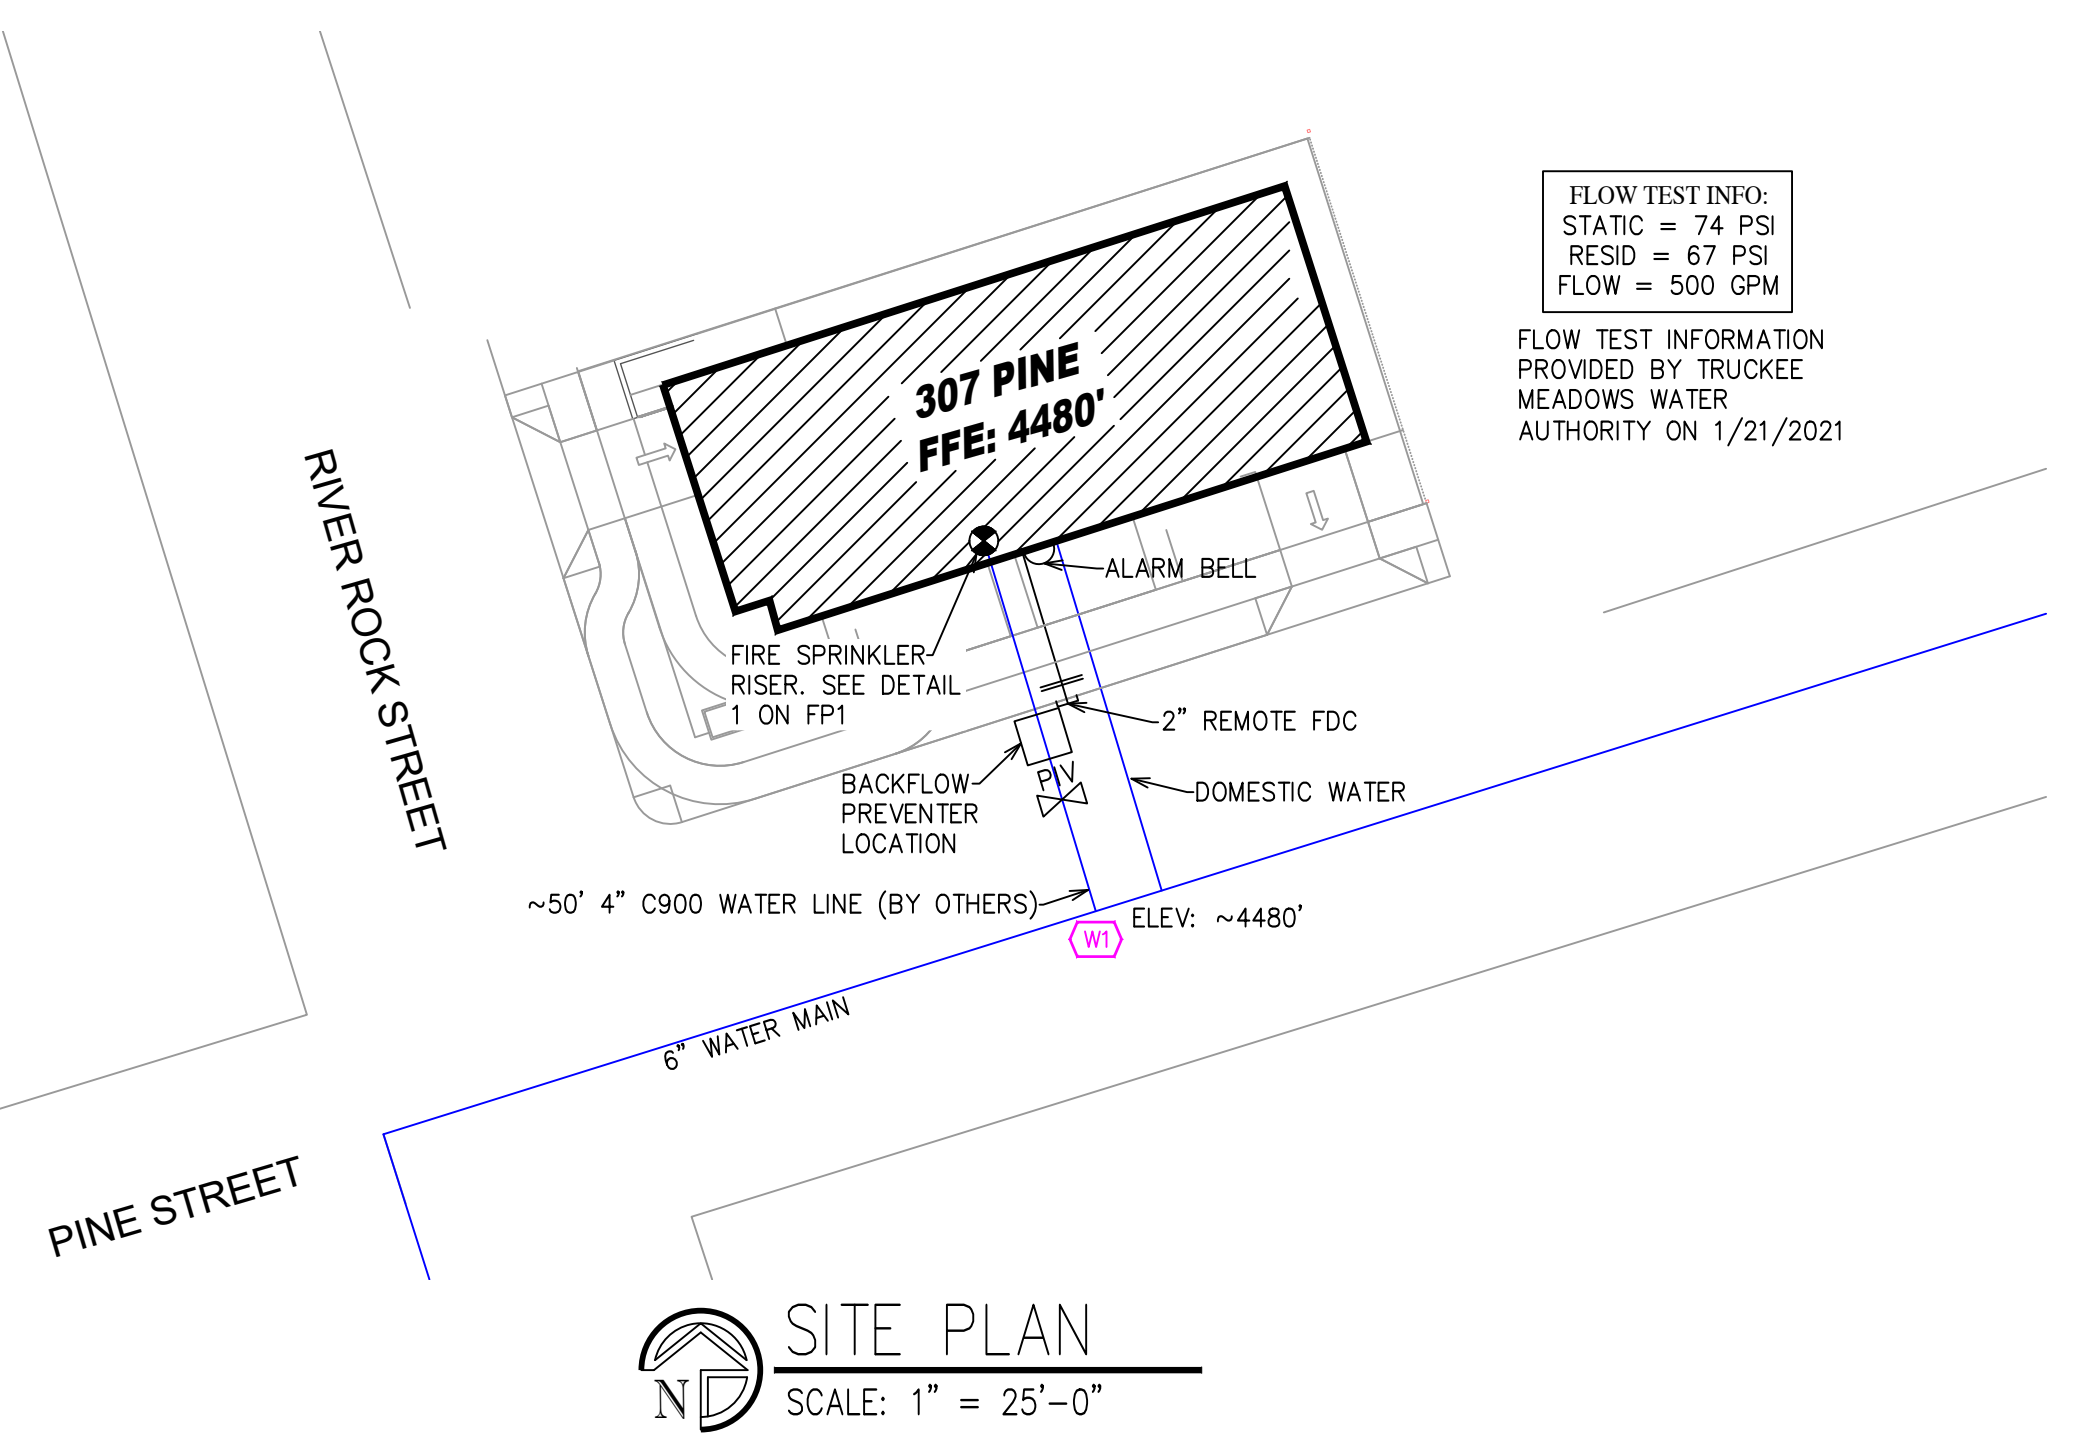 FLOW TEST INFO:
STATIC = 74 PSI
RESID = 67 PSI
FLOW = 500 GPM
FLOW TEST INFORMATION
PROVIDED BY TRUCKEE
MEADOWS WATER
AUTHORITY ON 1/21/2021
307 PINE
FFE: 4480'
RIVER ROCK STREET
ALARM BELL
FIRE SPRINKLER
RISER. SEE DETAIL
1 ON FP1
2" REMOTE FDC
BACKFLOW
PREVENTER
LOCATION
PIV
DOMESTIC WATER
~50' 4" C900 WATER LINE (BY OTHERS)
ELEV: ~4480'
W1
6" WATER MAIN
PINE STREET
N
SITE PLAN
SCALE: 1" = 25'-0"